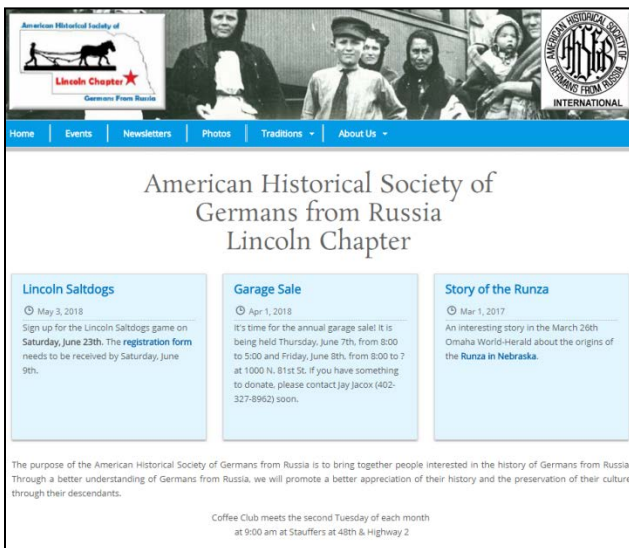 American Historical Society of
Lincoln Chapter
Germans From Russia
AMERICAN HISTORICAL SOCIETY OF GERMANS FROM RUSSIA
AHSGR
INTERNATIONAL
Home Events Newsletters Photos Traditions About Us
American Historical Society of
Germans from Russia
Lincoln Chapter
Lincoln Saltdogs
May 3, 2018
Sign up for the Lincoln Saltdogs game on
Saturday, June 23th. The registration form
needs to be received by Saturday, June
9th.
Garage Sale
Apr 1, 2018
It's time for the annual garage sale! It is
being held Thursday, June 7th, from 8:00
to 5:00 and Friday, June 8th, from 8:00 to ?
at 1000 N. 81st St. If you have something
to donate, please contact Jay Jacox (402-
327-8962) soon.
Story of the Runza
Mar 1, 2017
An interesting story in the March 26th
Omaha World-Herald about the origins of
the Runza in Nebraska.
The purpose of the American Historical Society of Germans from Russia is to bring together people interested in the history of Germans from Russia
Through a better understanding of Germans from Russia, we will promote a better appreciation of their history and the preservation of their culture
through their descendants.
Coffee Club meets the second Tuesday of each month
at 9:00 am at Stauffers at 48th & Highway 2